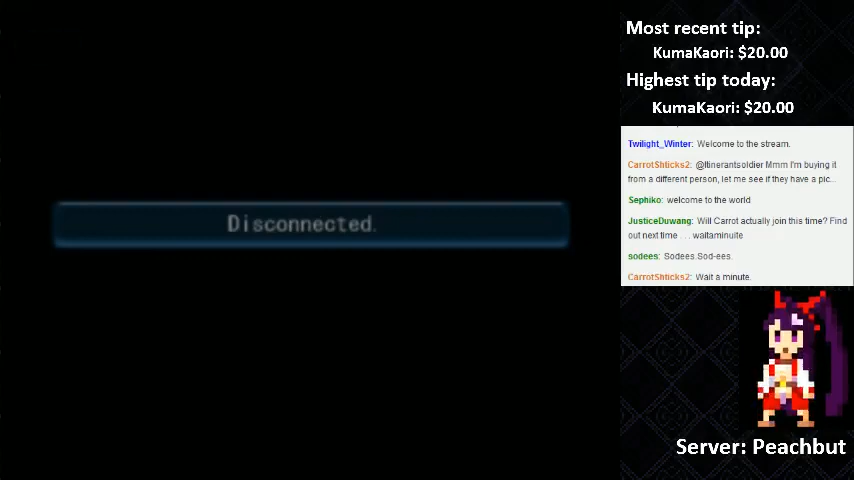 Most recent tip:
KumaKaori: $20.00
Highest tip today:
KumaKaori: $20.00
Disconnected.
Twilight_Winter: Welcome to the stream.
CarrotShticks2: @Itinerantsoldier Mmm I'm buying it
from a different person, let me see if they have a pic...
Sephiko: welcome to the world
JusticeDuwang: Will Carrot actually join this time? Find
out next time . . . waitaminuite
sodees: Sodees.Sod-ees.
CarrotShticks2: Wait a minute.
Server: Peachbut